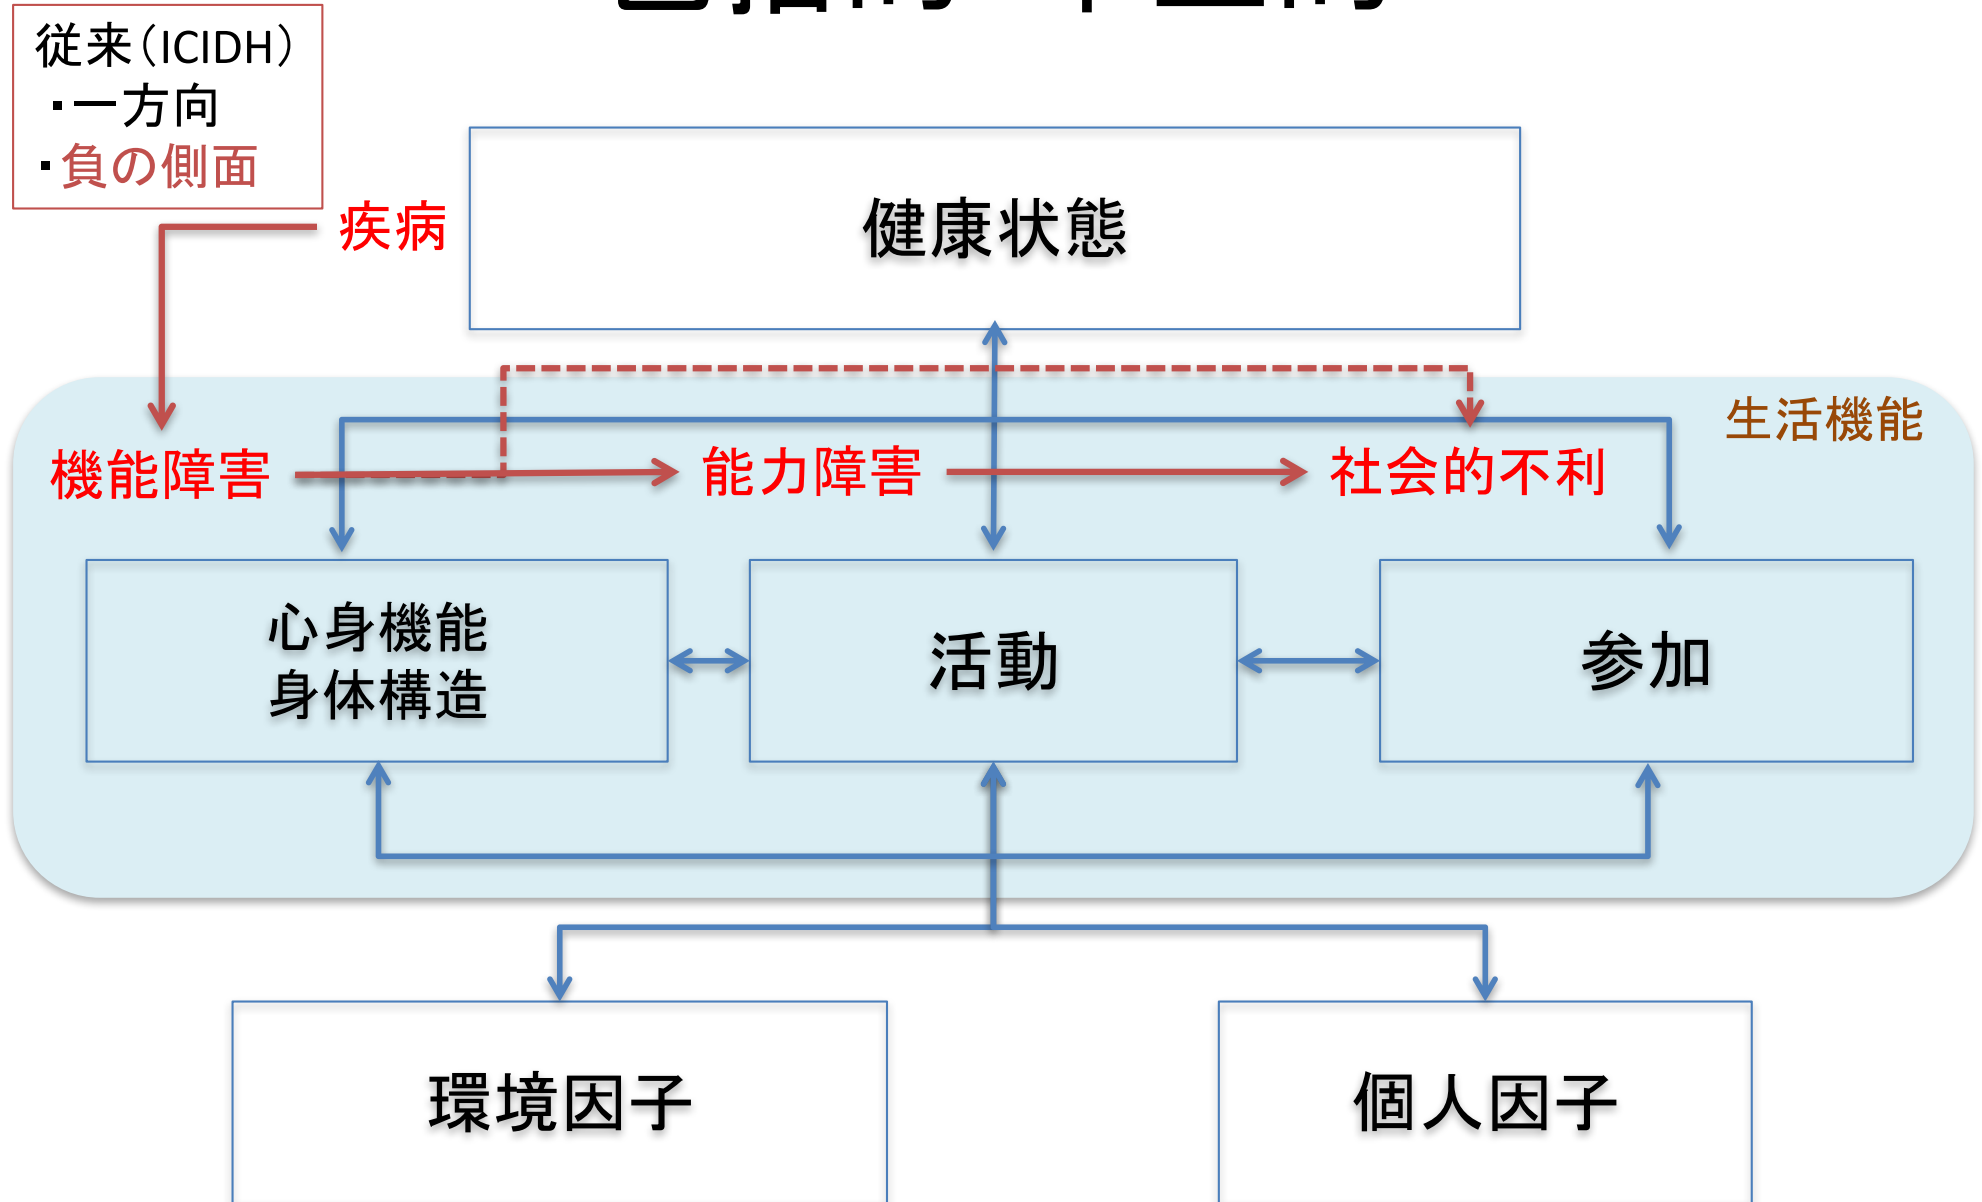 従来（ICIDH）
・一方向
・負の側面
疾病
健康状態
生活機能
機能障害
能力障害
社会的不利
心身機能
身体構造
活動
参加
環境因子
個人因子